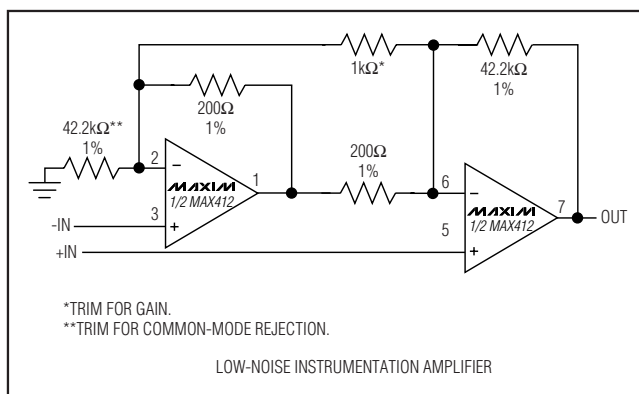 1kΩ*
42.2kΩ
1%
200Ω
1%
42.2kΩ**
1%
200Ω
1%
2
-
1
MAXIM
1/2 MAX412
3
+
-IN
+IN
6
-
7
OUT
MAXIM
1/2 MAX412
5
+
*TRIM FOR GAIN.
**TRIM FOR COMMON-MODE REJECTION.
LOW-NOISE INSTRUMENTATION AMPLIFIER